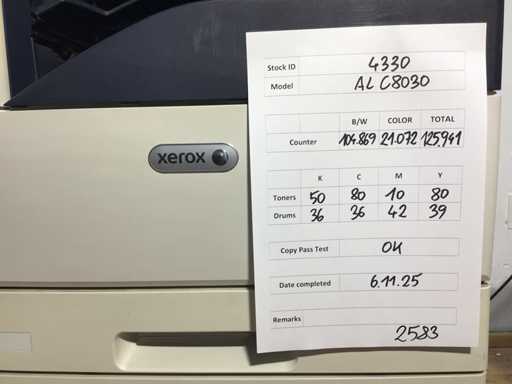 Stock ID 4330
Model AL C8030
B/W COLOR TOTAL
Counter 104.869 21.072 125.941
xerox
K C M Y
Toners 50 80 10 80
Drums 36 36 42 39
Copy Pass Test OK
Date completed 6.11.25
Remarks
2583